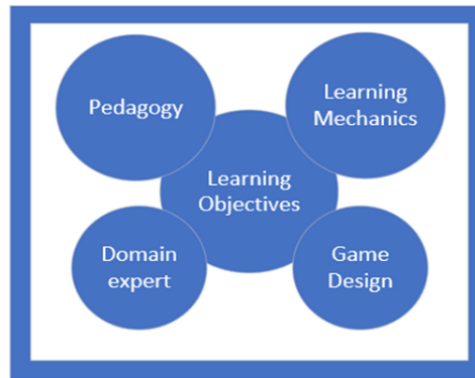 Pedagogy
Learning
Mechanics
Learning
Objectives
Domain
expert
Game
Design